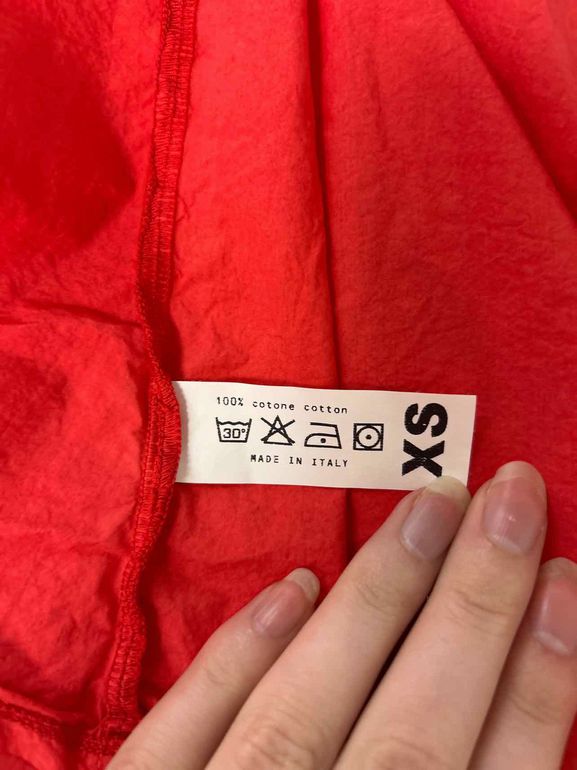 100% cotone cotton
30°
MADE IN ITALY
XS